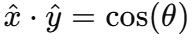 x̂ · ŷ = cos(θ)